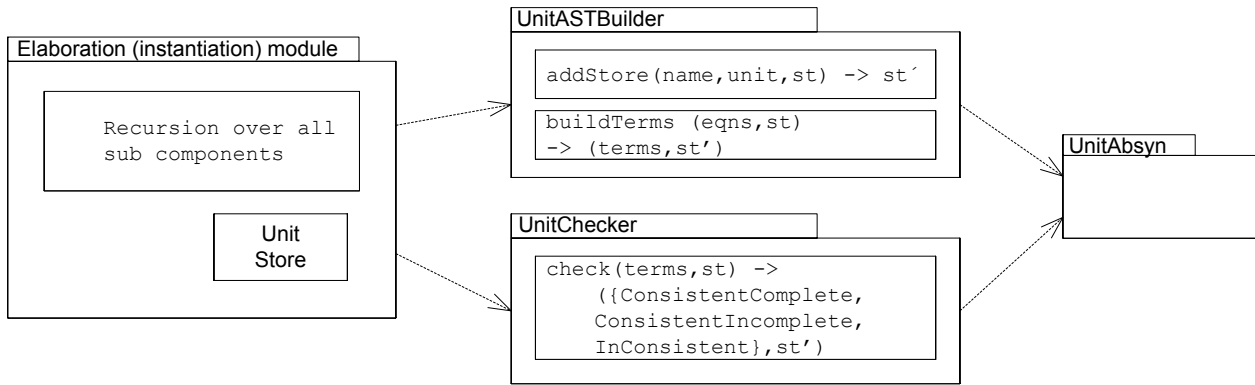 Elaboration (instantiation) module
Recursion over all
sub components
Unit
Store
UnitASTBuilder
addStore(name,unit,st) -> st´
buildTerms (eqns,st)
-> (terms,st’)
UnitChecker
check(terms,st) ->
({ConsistentComplete,
ConsistentIncomplete,
InConsistent},st’)
UnitAbsyn